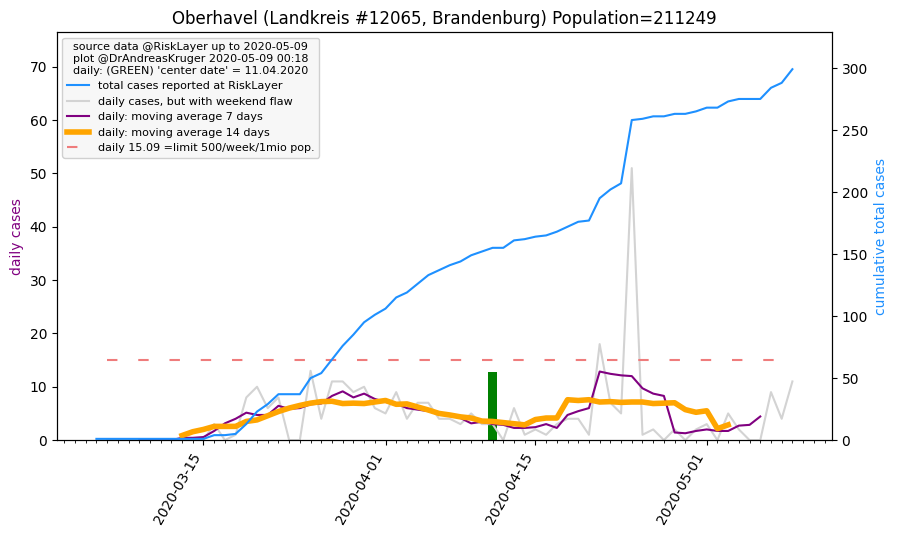 Oberhavel (Landkreis #12065, Brandenburg) Population=211249
source data @RiskLayer up to 2020-05-09
plot @DrAndreasKruger 2020-05-09 00:18
daily: (GREEN) 'center date' = 11.04.2020
total cases reported at RiskLayer
daily cases, but with weekend flaw
daily: moving average 7 days
daily: moving average 14 days
daily 15.09 =limit 500/week/1mio pop.
daily cases
70
60
50
40
30
20
10
0
300
250
200
150
100
50
0
cumulative total cases
2020-03-15
2020-04-01
2020-04-15
2020-05-01